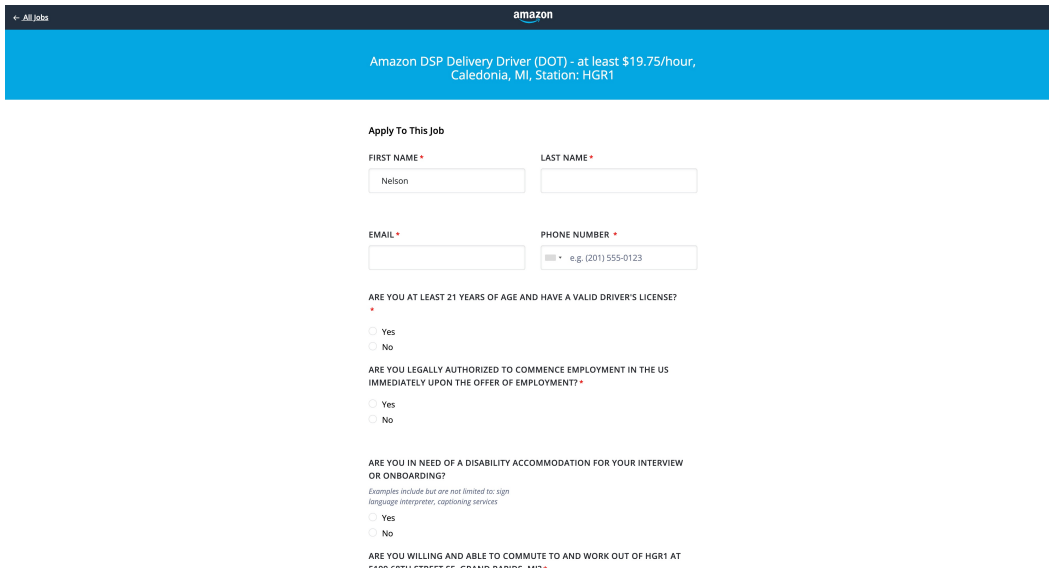 ← All Jobs
amazon
Amazon DSP Delivery Driver (DOT) - at least $19.75/hour,
Caledonia, MI, Station: HGR1
Apply To This Job
FIRST NAME *
LAST NAME *
Nelson
EMAIL *
PHONE NUMBER *
e.g. (201) 555-0123
ARE YOU AT LEAST 21 YEARS OF AGE AND HAVE A VALID DRIVER'S LICENSE?
*
Yes
No
ARE YOU LEGALLY AUTHORIZED TO COMMENCE EMPLOYMENT IN THE US
IMMEDIATELY UPON THE OFFER OF EMPLOYMENT? *
Yes
No
ARE YOU IN NEED OF A DISABILITY ACCOMMODATION FOR YOUR INTERVIEW
OR ONBOARDING?
Examples include but are not limited to: sign
language interpreter, captioning services
Yes
No
ARE YOU WILLING AND ABLE TO COMMUTE TO AND WORK OUT OF HGR1 AT
STREET SE, GRAND RAPIDS, MI? *